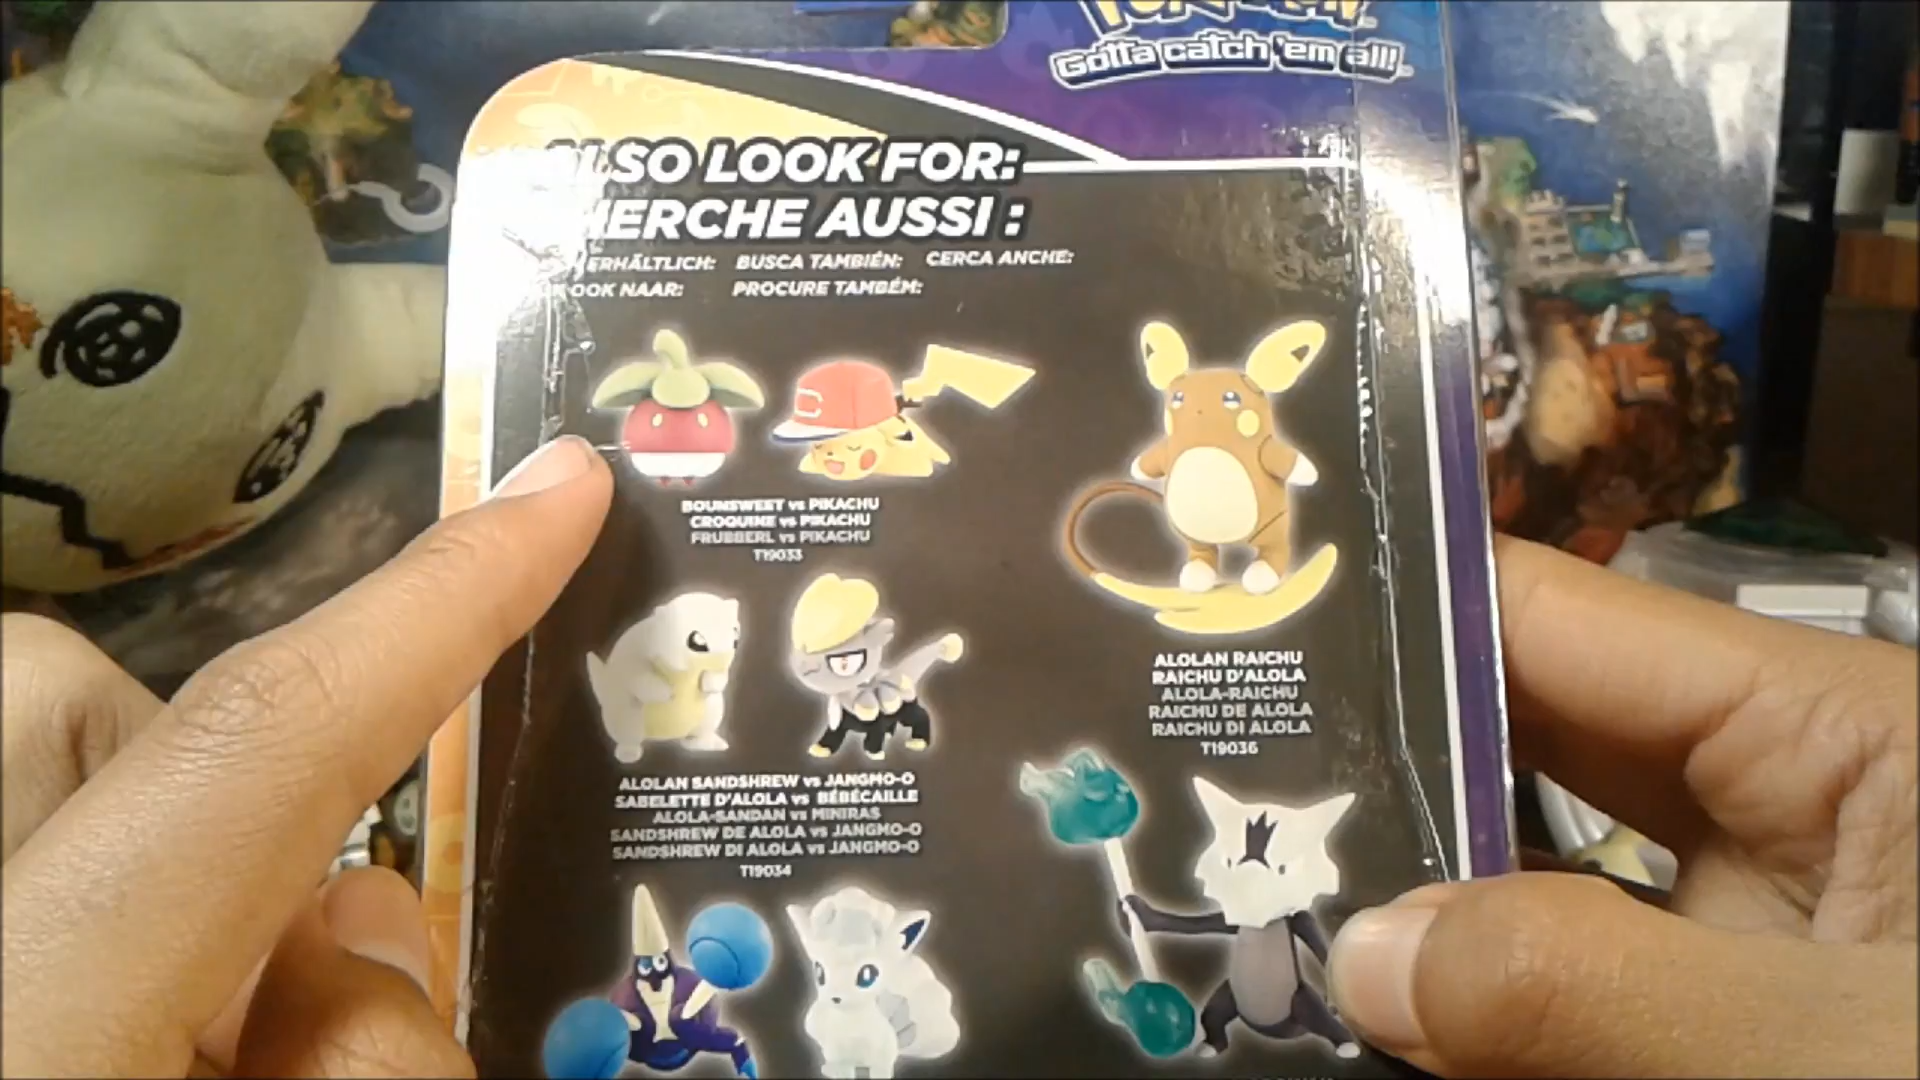 Gotta catch 'em all!
ALSO LOOK FOR:
HERCHE AUSSI :
ERHÄLTLICH: BUSCA TAMBIÉN: CERCA ANCHE:
OOK NAAR: PROCURE TAMBÉM:
BOUNSWEET vs PIKACHU
CROQUINE vs PIKACHU
FRUBBERL vs PIKACHU
T19033
ALOLAN RAICHU
RAICHU D'ALOLA
ALOLA-RAICHU
RAICHU DE ALOLA
RAICHU DI ALOLA
T19036
ALOLAN SANDSHREW vs JANGMO-O
SABELETTE D'ALOLA vs BÉBÉCAILLE
ALOLA-SANDAN vs MINIRAS
SANDSHREW DE ALOLA vs JANGMO-O
SANDSHREW DI ALOLA vs JANGMO-O
T19034